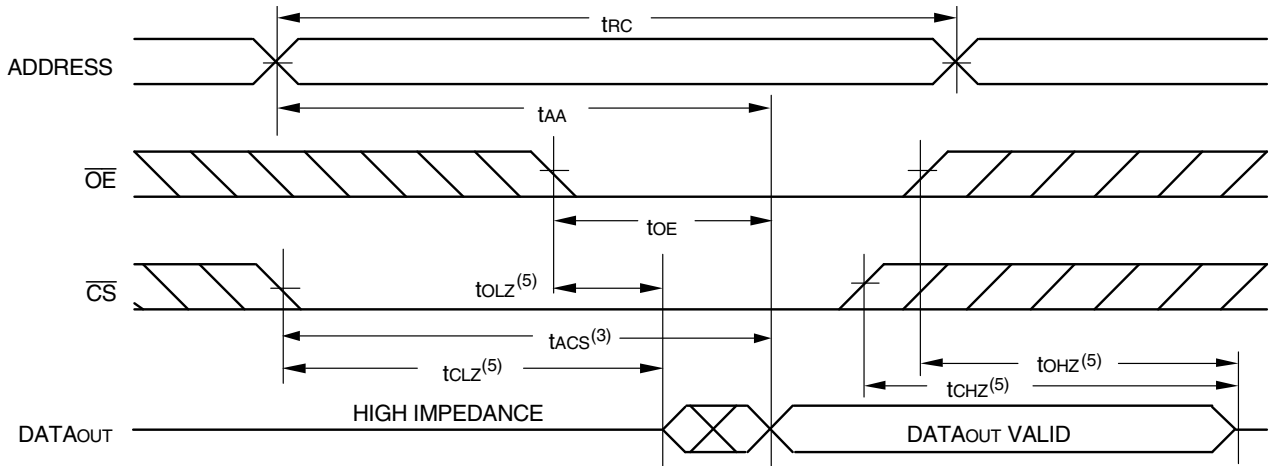 tRC
ADDRESS
tAA
OE
tOE
CS
tOLZ(5)
tACS(3)
tCLZ(5)
tOHZ(5)
tCHZ(5)
HIGH IMPEDANCE
DATAOUT
DATAOUT VALID